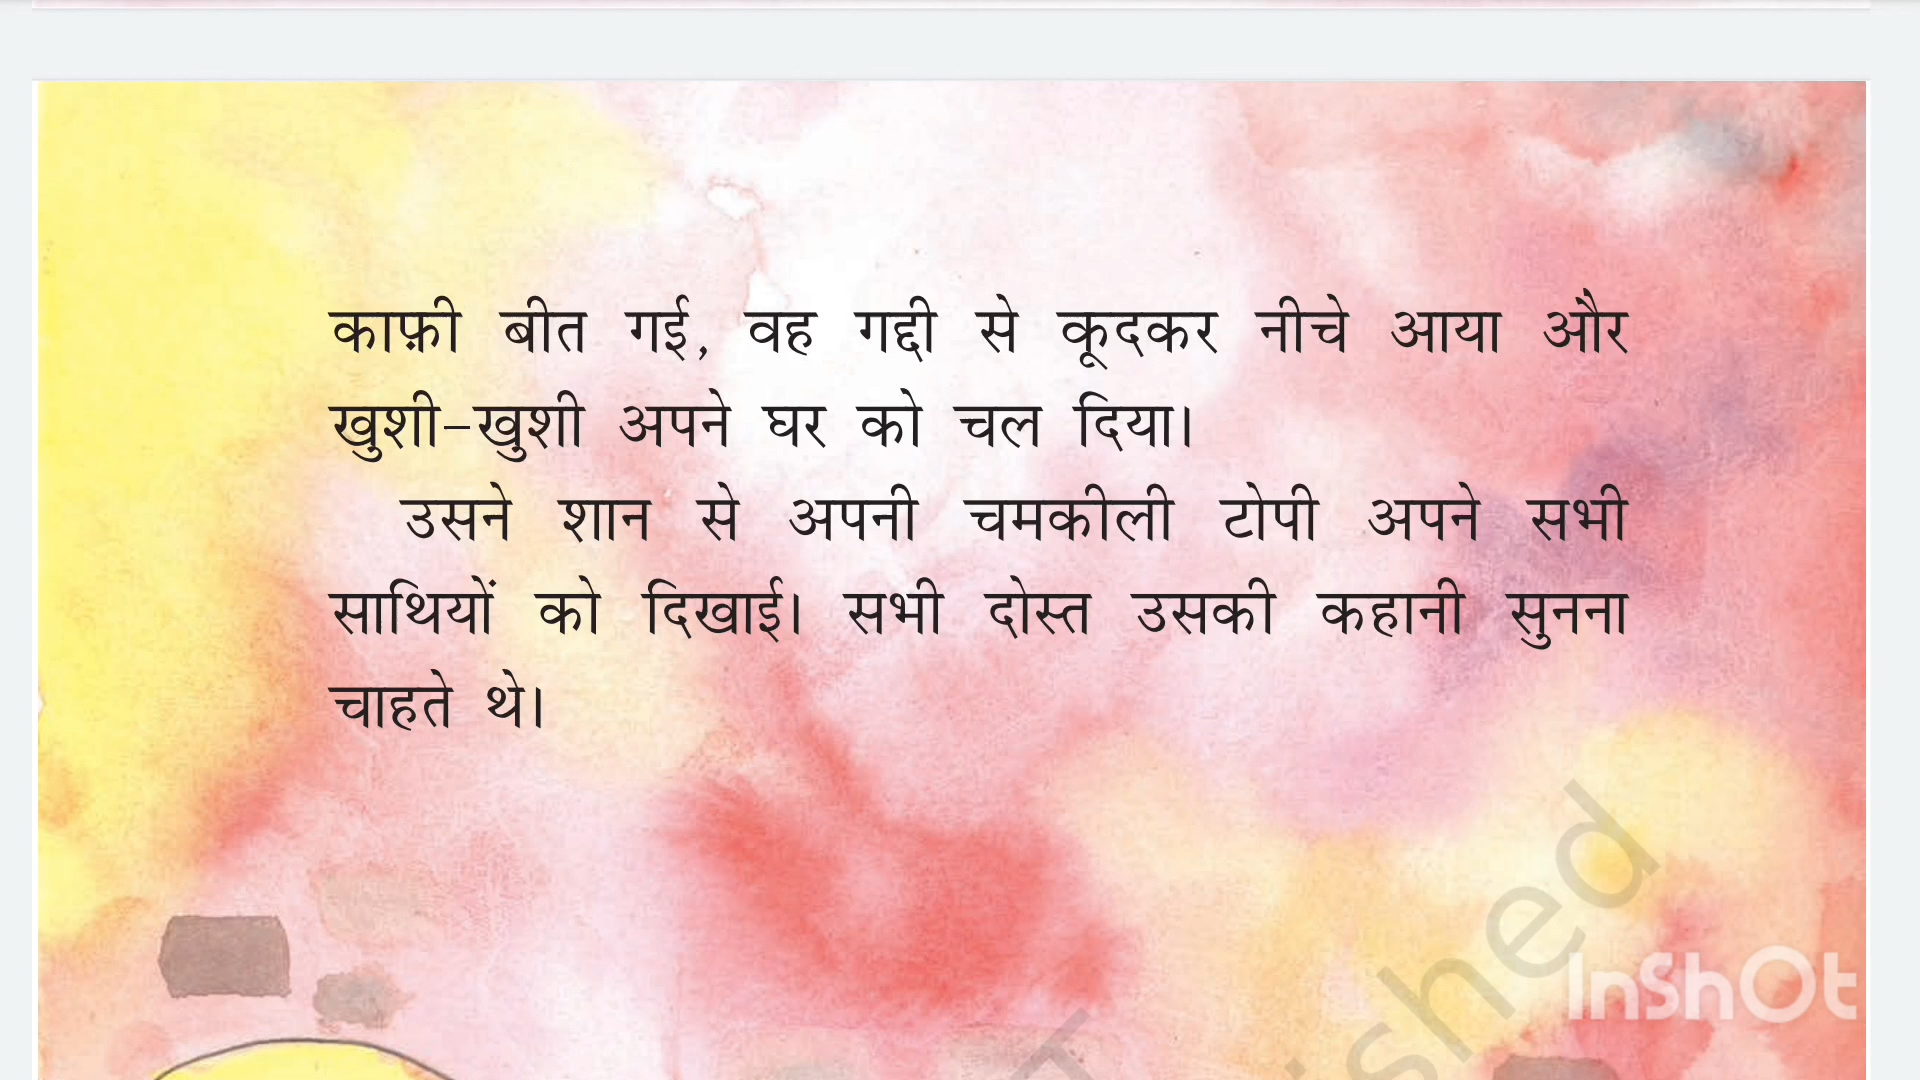 काफ़ी बीत गई, वह गद्दी से कूदकर नीचे आया और
खुशी-खुशी अपने घर को चल दिया।
उसने शान से अपनी चमकीली टोपी अपने सभी
साथियों को दिखाई। सभी दोस्त उसकी कहानी सुनना
चाहते थे।
ished
InShOt